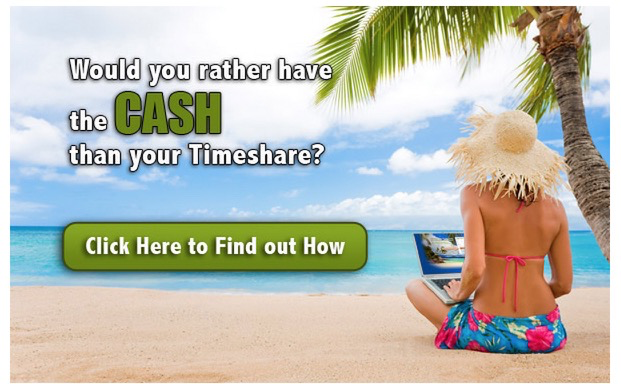 Would you rather have
the CASH
than your Timeshare?
Click Here to Find out How